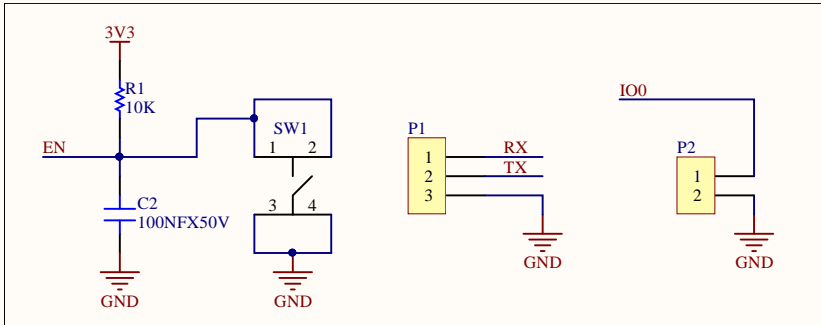 3V3
R1
10K
EN
C2
100NFX50V
GND
SW1
1 2
3 4
GND
P1
1 RX
2 TX
3
GND
IO0
P2
1
2
GND